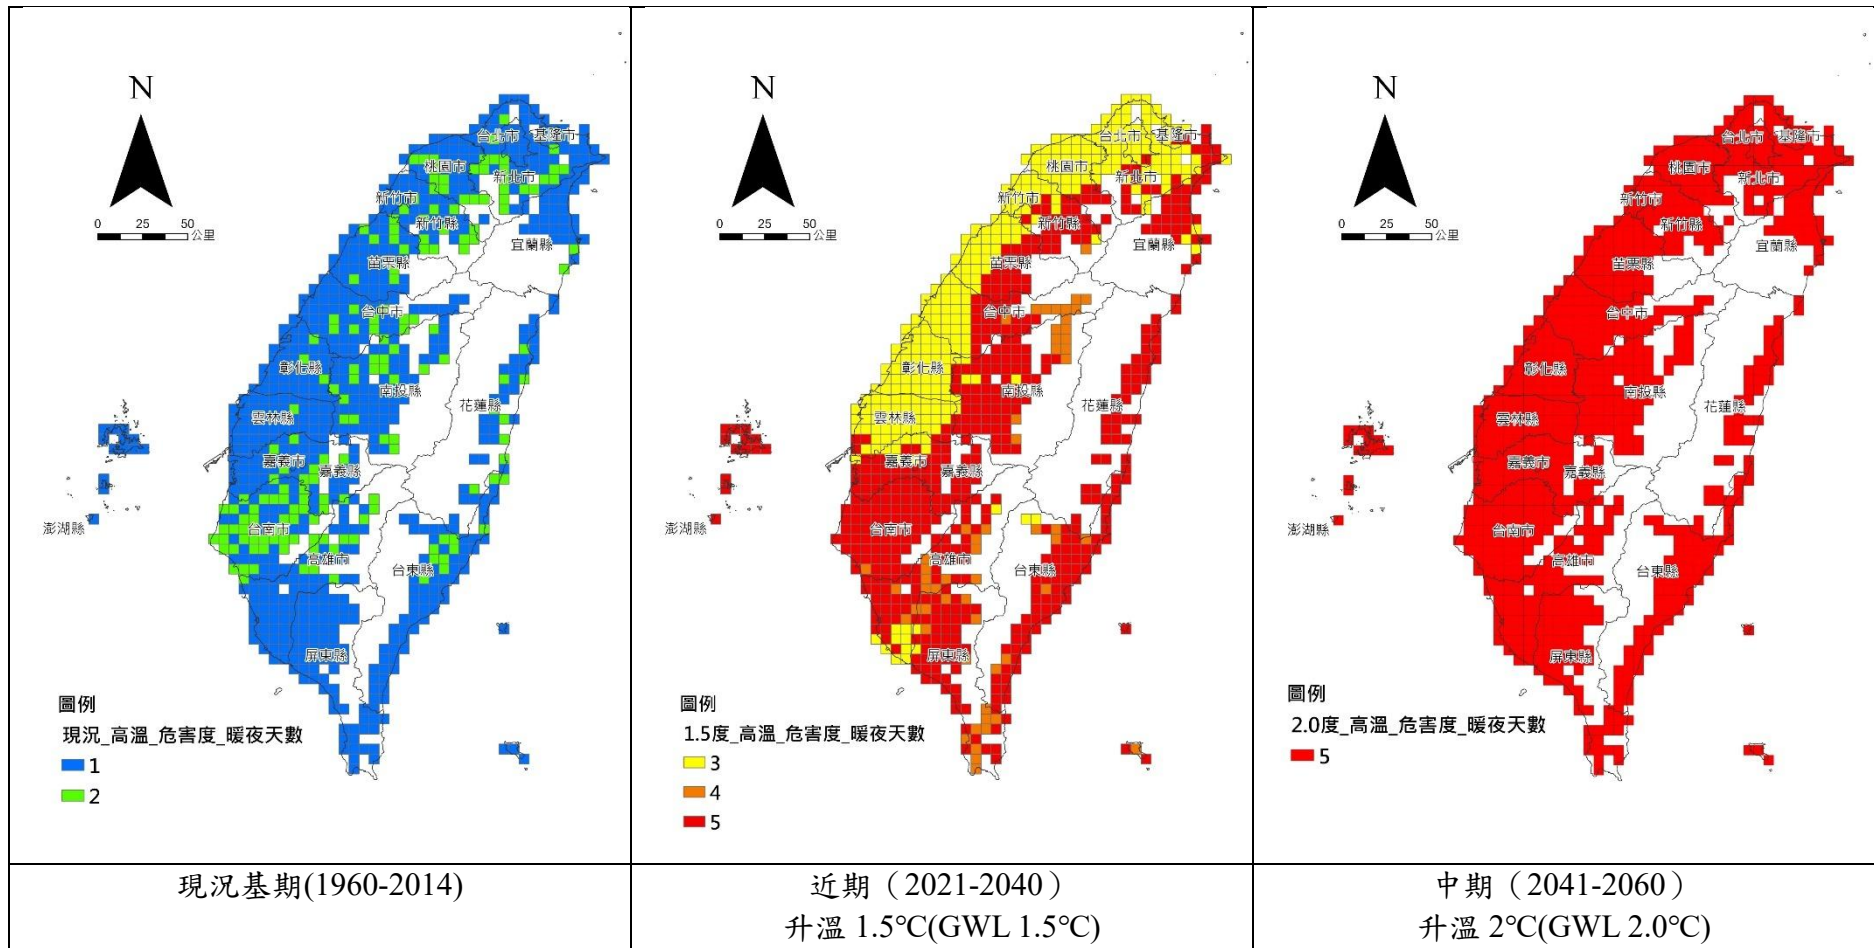 N
0 25 50 公里
台北市
基隆市
桃園市
新北市
新竹市
新竹縣
宜蘭縣
苗栗縣
台中市
彰化縣
南投縣
花蓮縣
雲林縣
嘉義市
嘉義縣
澎湖縣
台南市
高雄市
台東縣
屏東縣
圖例
現況_高溫_危害度_暖夜天數
1
2
現況基期(1960-2014)
N
0 25 50 公里
台北市
基隆市
桃園市
新北市
新竹市
新竹縣
宜蘭縣
苗栗縣
台中市
彰化縣
南投縣
花蓮縣
雲林縣
嘉義市
嘉義縣
澎湖縣
台南市
高雄市
台東縣
屏東縣
圖例
1.5度_高溫_危害度_暖夜天數
3
4
5
近期（2021-2040）
升溫 1.5°C(GWL 1.5°C)
N
0 25 50 公里
台北市
基隆市
桃園市
新北市
新竹市
新竹縣
宜蘭縣
苗栗縣
台中市
彰化縣
南投縣
花蓮縣
雲林縣
嘉義市
嘉義縣
澎湖縣
台南市
高雄市
台東縣
屏東縣
圖例
2.0度_高溫_危害度_暖夜天數
5
中期（2041-2060）
升溫 2°C(GWL 2.0°C)